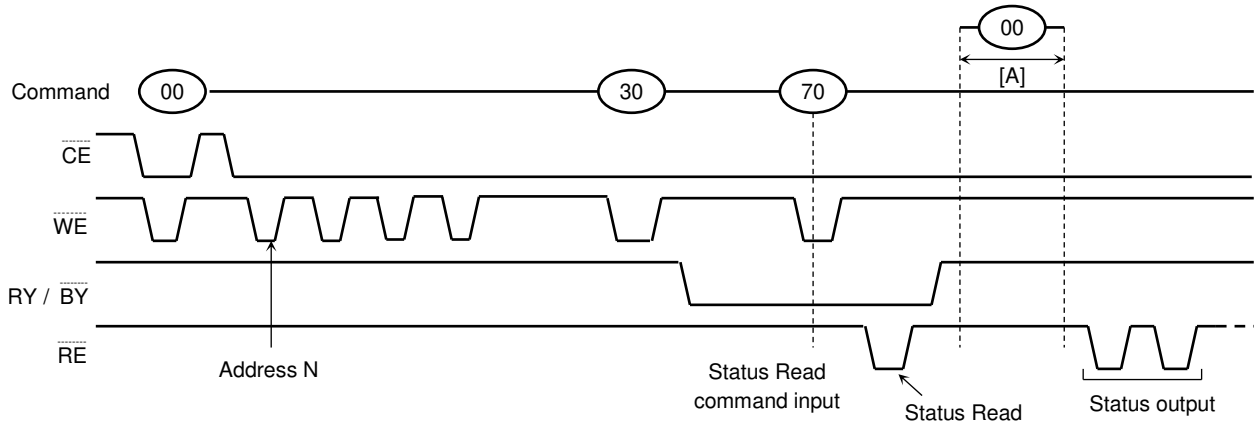 00
[A]
Command 00 30 70
CE
WE
RY / BY
RE
Address N
Status Read
command input
Status Read
Status output